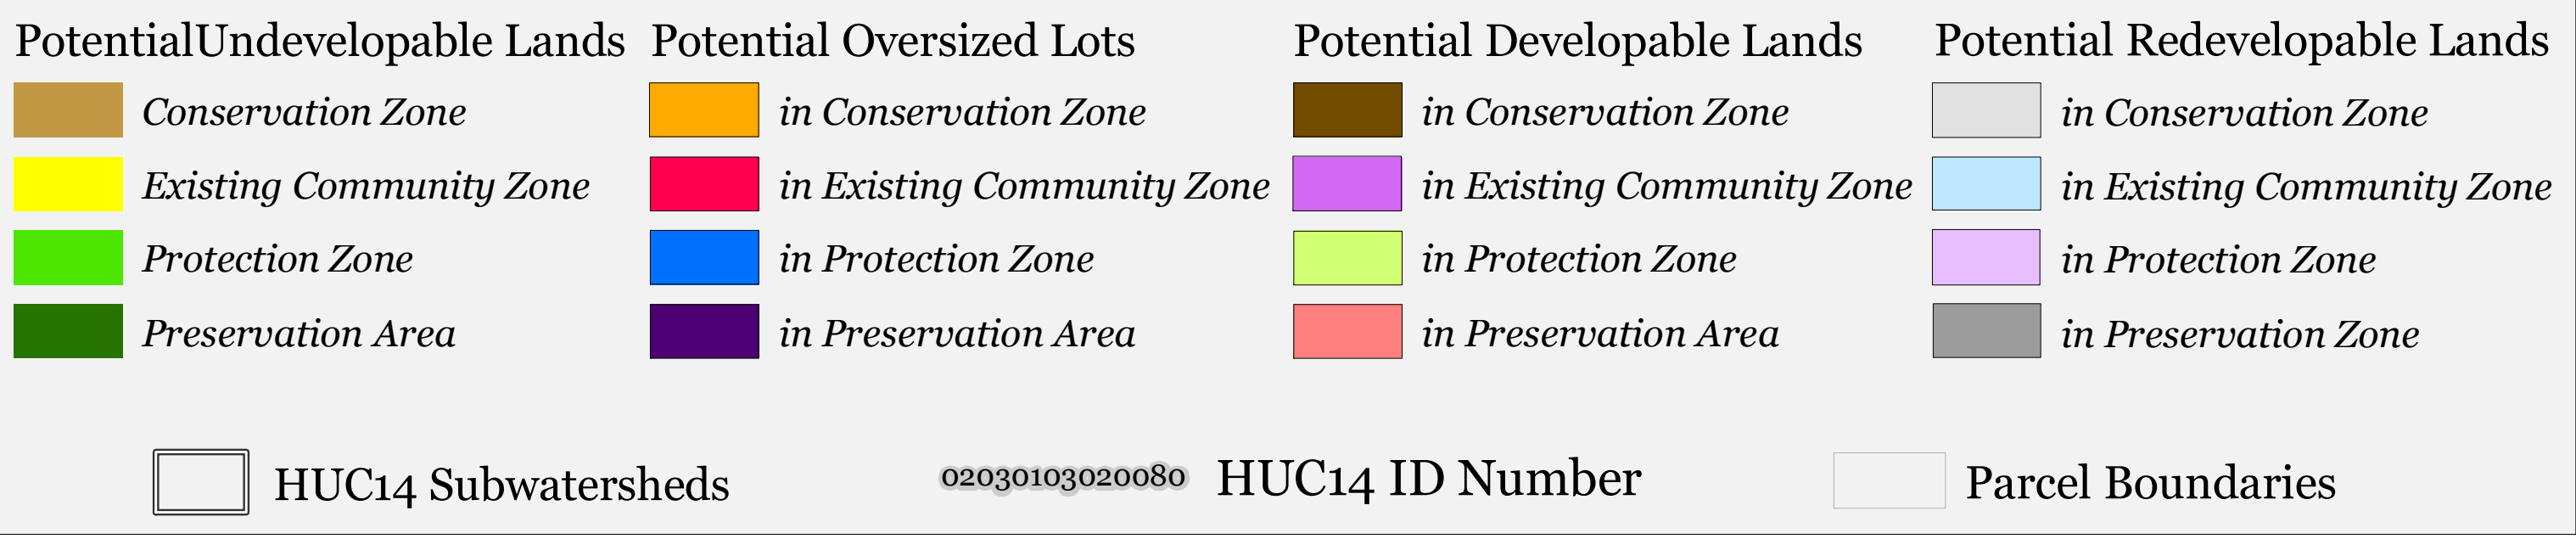 PotentialUndevelopable Lands
Conservation Zone
Existing Community Zone
Protection Zone
Preservation Area
Potential Oversized Lots
in Conservation Zone
in Existing Community Zone
in Protection Zone
in Preservation Area
Potential Developable Lands
in Conservation Zone
in Existing Community Zone
in Protection Zone
in Preservation Area
Potential Redevelopable Lands
in Conservation Zone
in Existing Community Zone
in Protection Zone
in Preservation Zone
HUC14 Subwatersheds
02030103020080 HUC14 ID Number
Parcel Boundaries